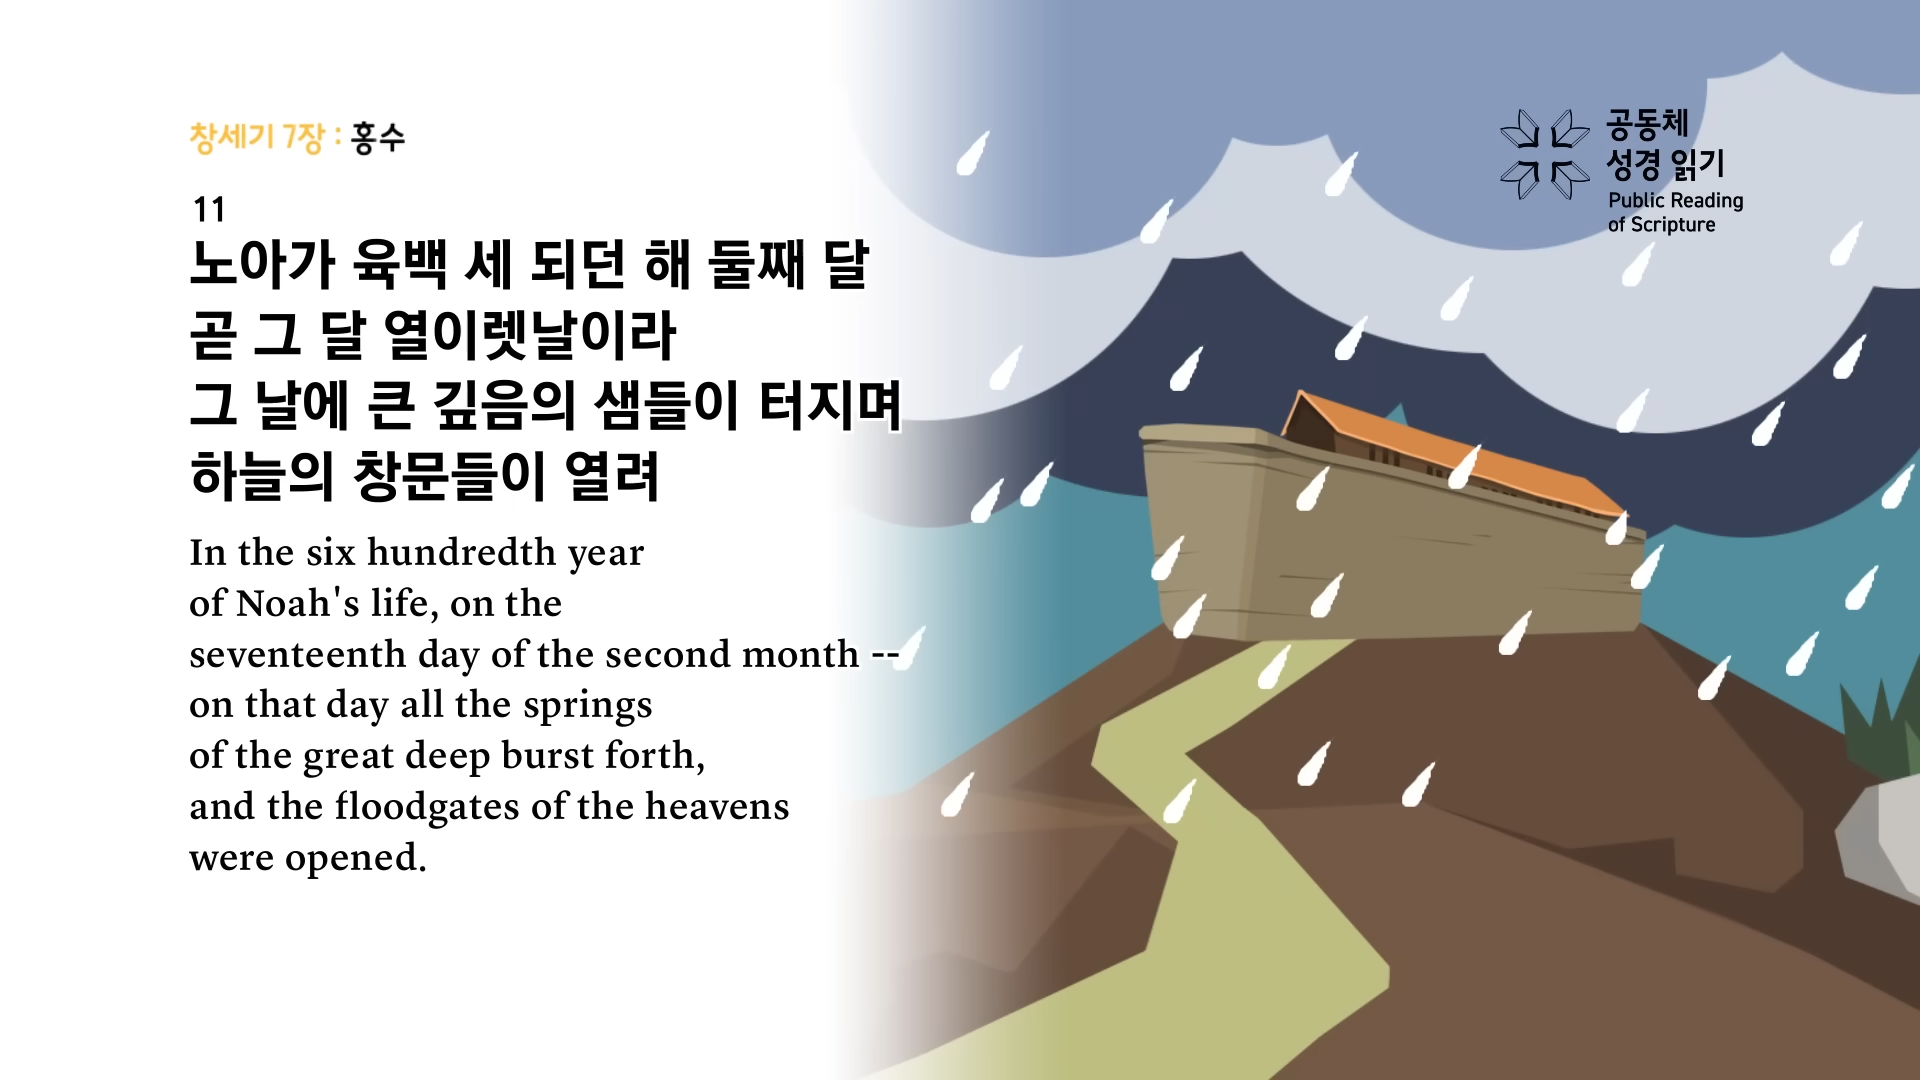 창세기 7장 : 홍수
11
노아가 육백 세 되던 해 둘째 달
곧 그 달 열이렛날이라
그 날에 큰 깊음의 샘들이 터지며
하늘의 창문들이 열려
In the six hundredth year
of Noah's life, on the
seventeenth day of the second month --
on that day all the springs
of the great deep burst forth,
and the floodgates of the heavens
were opened.
공동체
성경 읽기
Public Reading
of Scripture